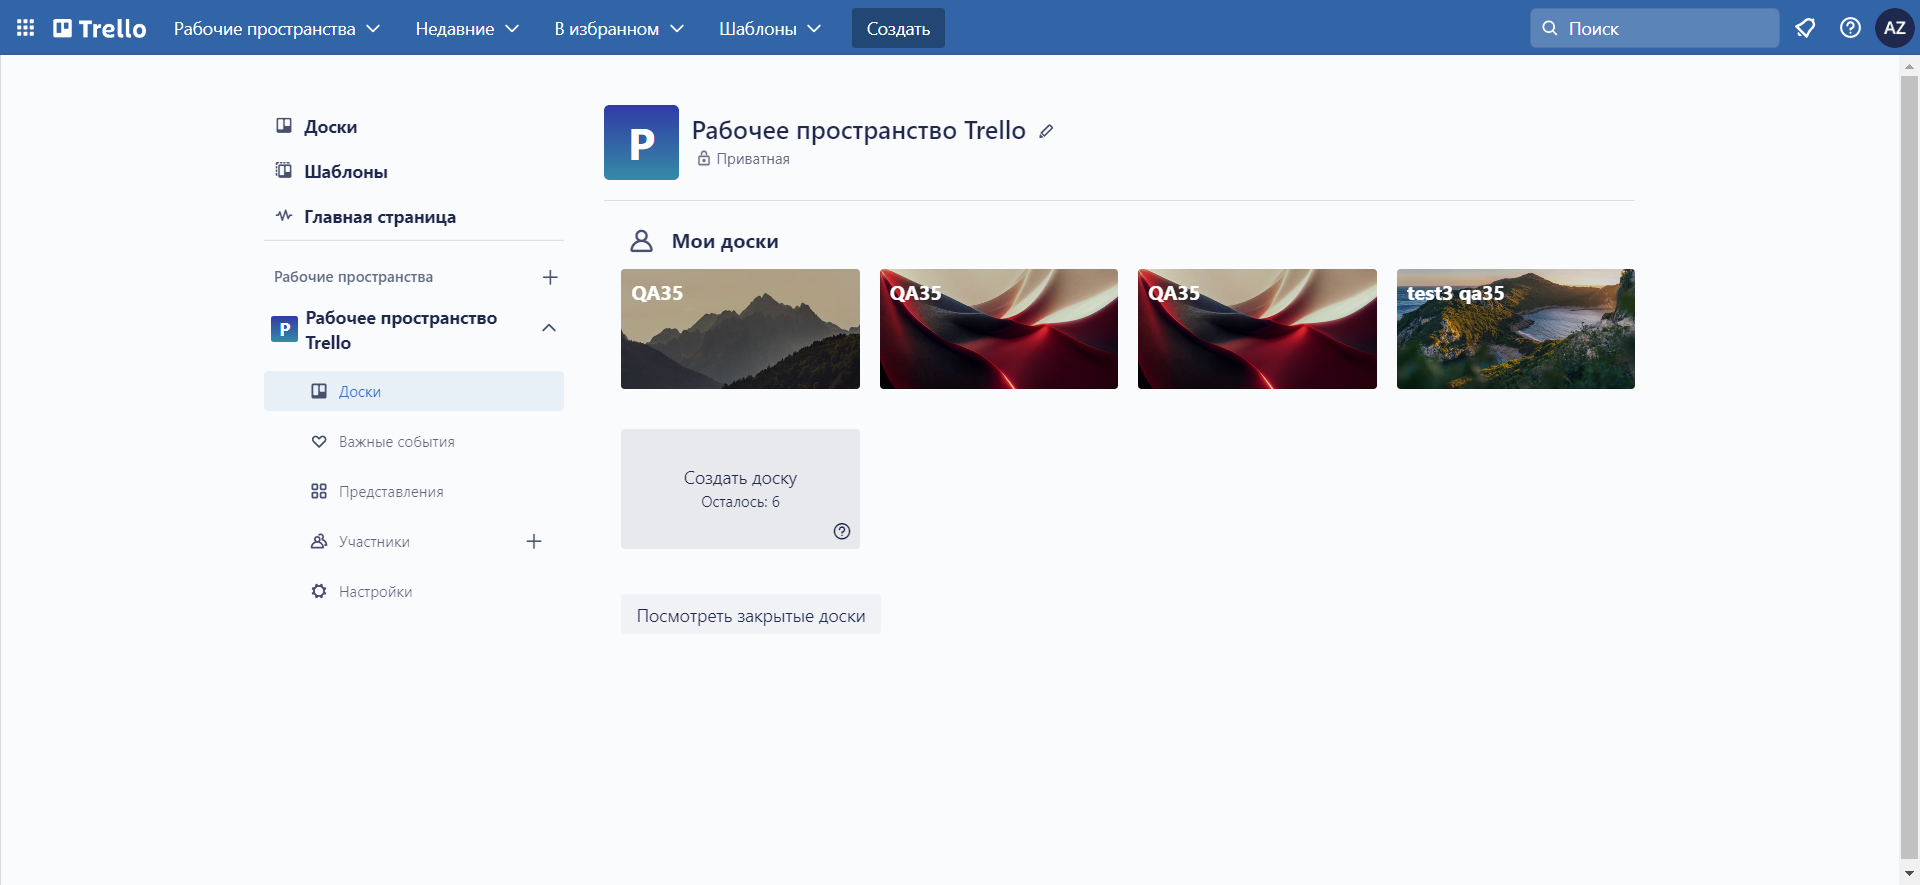 Trello
Рабочие пространства
Недавние
В избранном
Шаблоны
Создать
Поиск
AZ
Доски
Шаблоны
Главная страница
Рабочие пространства
P
Рабочее пространство
Trello
Доски
Важные события
Представления
Участники
Настройки
P
Рабочее пространство Trello
Приватная
Мои доски
QA35
QA35
QA35
test3 qa35
Создать доску
Осталось: 6
Посмотреть закрытые доски